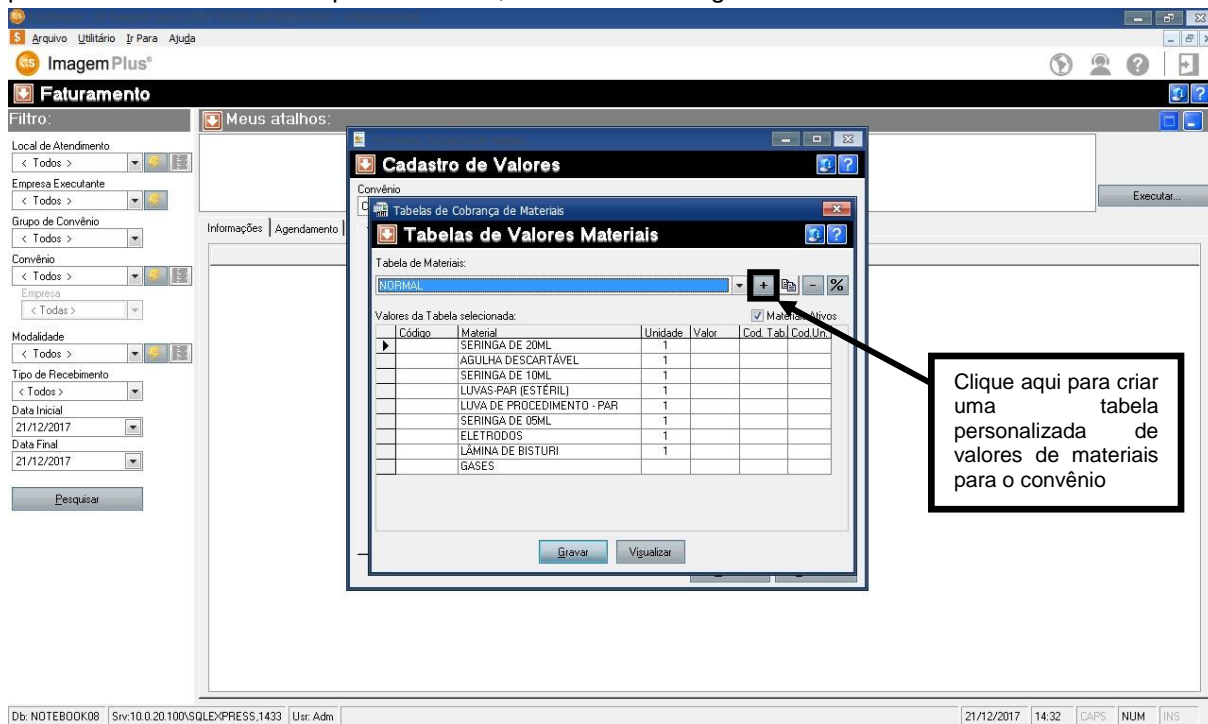 Arquivo Utilitário Ir Para Ajuda
ImagemPlus®
Faturamento
Filtro:
Meus atalhos:
Local de Atendimento
< Todos >
Empresa Executante
< Todos >
Grupo de Convênio
< Todos >
Convênio
< Todos >
Empresa
< Todas >
Modalidade
< Todos >
Tipo de Recebimento
< Todos >
Data Inicial
21/12/2017
Data Final
21/12/2017
Pesquisar
Executar...
Informações Agendamento
Cadastro de Valores
Convênio
Tabelas de Cobrança de Materiais
Tabelas de Valores Materiais
Tabela de Materiais:
NORMAL
+ - %
Valores da Tabela selecionada: Materiais Ativos
Código Material Unidade Valor Cod. Tab. Cod.Un.
SERINGA DE 20ML 1
AGULHA DESCARTÁVEL 1
SERINGA DE 10ML 1
LUVAS-PAR (ESTÉRIL) 1
LUVA DE PROCEDIMENTO - PAR 1
SERINGA DE 05ML 1
ELETRODOS 1
LÂMINA DE BISTURI 1
GASES
Gravar Visualizar
Clique aqui para criar
uma tabela
personalizada de
valores de materiais
para o convênio
Db: NOTEBOOK08 Srv:10.0.20.100\SQLEXPRESS,1433 Usr: Adm 21/12/2017 14:32 CAPS NUM INS